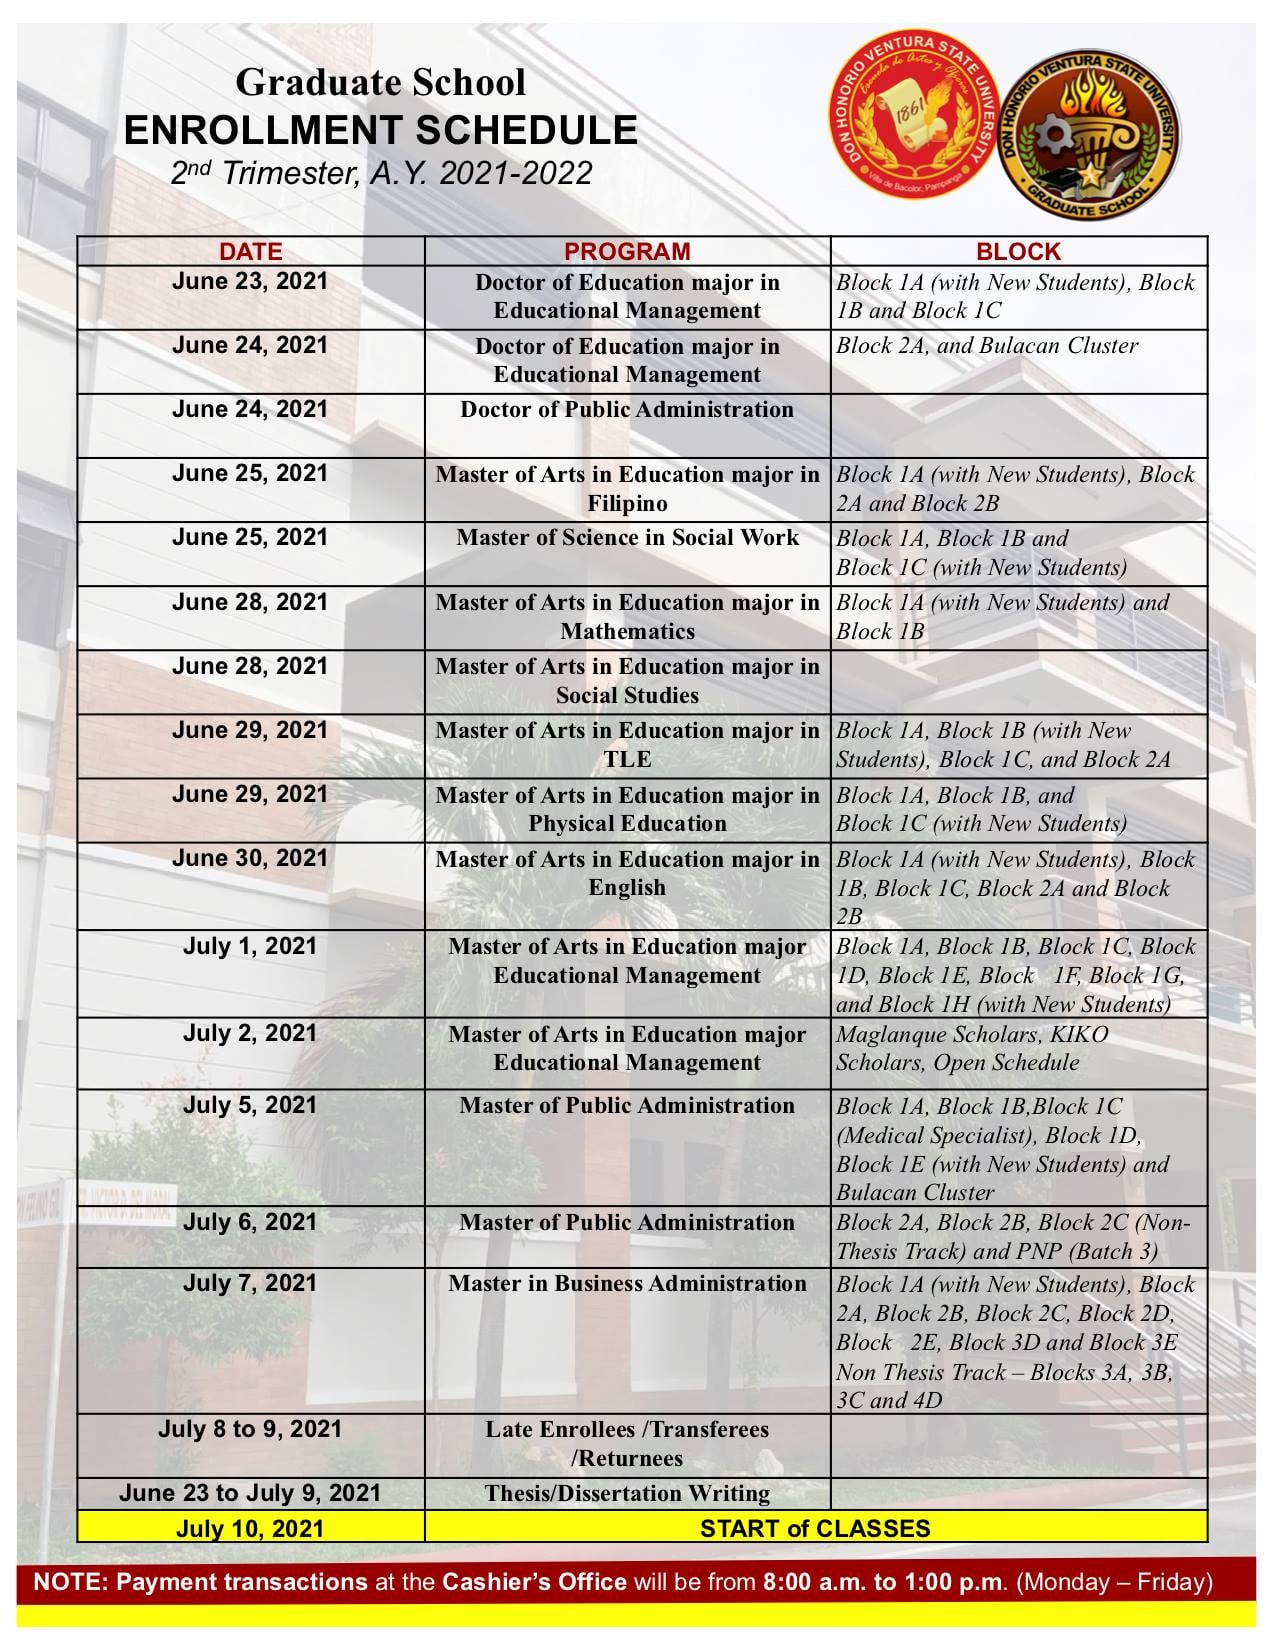 Graduate School
ENROLLMENT SCHEDULE
2nd Trimester, A.Y. 2021-2022
DON HONORIO VENTURA STATE UNIVERSITY
Escuela de Artes y Oficios
1861
Villa de Bacolor, Pampanga
DON HONORIO VENTURA STATE UNIVERSITY
GRADUATE SCHOOL
DATE PROGRAM BLOCK
June 23, 2021
Doctor of Education major in
Educational Management
Block 1A (with New Students), Block
1B and Block 1C
June 24, 2021
Doctor of Education major in
Educational Management
Block 2A, and Bulacan Cluster
June 24, 2021
Doctor of Public Administration
June 25, 2021
Master of Arts in Education major in
Filipino
Block 1A (with New Students), Block
2A and Block 2B
June 25, 2021
Master of Science in Social Work
Block 1A, Block 1B and
Block 1C (with New Students)
June 28, 2021
Master of Arts in Education major in
Mathematics
Block 1A (with New Students) and
Block 1B
June 28, 2021
Master of Arts in Education major in
Social Studies
June 29, 2021
Master of Arts in Education major in
TLE
Block 1A, Block 1B (with New
Students), Block 1C, and Block 2A
June 29, 2021
Master of Arts in Education major in
Physical Education
Block 1A, Block 1B, and
Block 1C (with New Students)
June 30, 2021
Master of Arts in Education major in
English
Block 1A (with New Students), Block
1B, Block 1C, Block 2A and Block
2B
July 1, 2021
Master of Arts in Education major
Educational Management
Block 1A, Block 1B, Block 1C, Block
1D, Block 1E, Block 1F, Block 1G,
and Block 1H (with New Students)
July 2, 2021
Master of Arts in Education major
Educational Management
Maglanque Scholars, KIKO
Scholars, Open Schedule
July 5, 2021
Master of Public Administration
Block 1A, Block 1B,Block 1C
(Medical Specialist), Block 1D,
Block 1E (with New Students) and
Bulacan Cluster
July 6, 2021
Master of Public Administration
Block 2A, Block 2B, Block 2C (Non-
Thesis Track) and PNP (Batch 3)
July 7, 2021
Master in Business Administration
Block 1A (with New Students), Block
2A, Block 2B, Block 2C, Block 2D,
Block 2E, Block 3D and Block 3E
Non Thesis Track – Blocks 3A, 3B,
3C and 4D
July 8 to 9, 2021
Late Enrollees /Transferees
/Returnees
June 23 to July 9, 2021
Thesis/Dissertation Writing
July 10, 2021
START of CLASSES
NOTE: Payment transactions at the Cashier's Office will be from 8:00 a.m. to 1:00 p.m. (Monday – Friday)